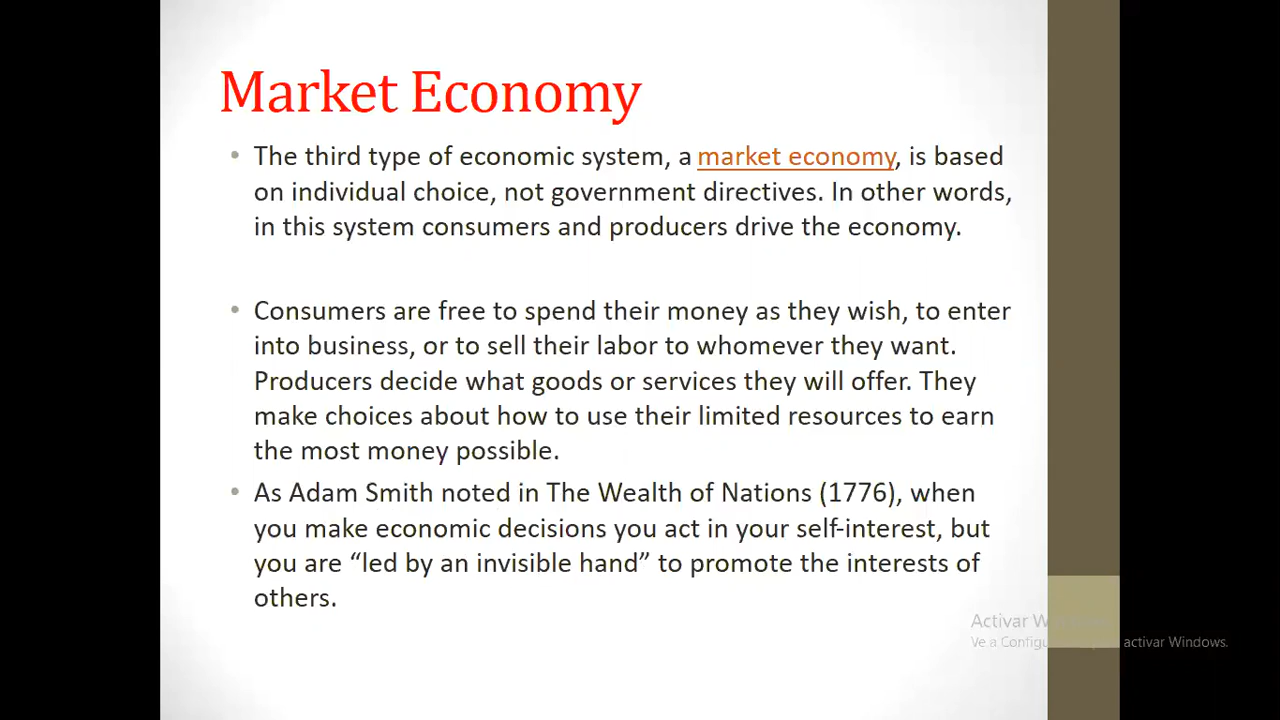 Market Economy
• The third type of economic system, a market economy, is based
on individual choice, not government directives. In other words,
in this system consumers and producers drive the economy.
• Consumers are free to spend their money as they wish, to enter
into business, or to sell their labor to whomever they want.
Producers decide what goods or services they will offer. They
make choices about how to use their limited resources to earn
the most money possible.
• As Adam Smith noted in The Wealth of Nations (1776), when
you make economic decisions you act in your self-interest, but
you are “led by an invisible hand” to promote the interests of
others.
Activar
Ve a activar Windows.